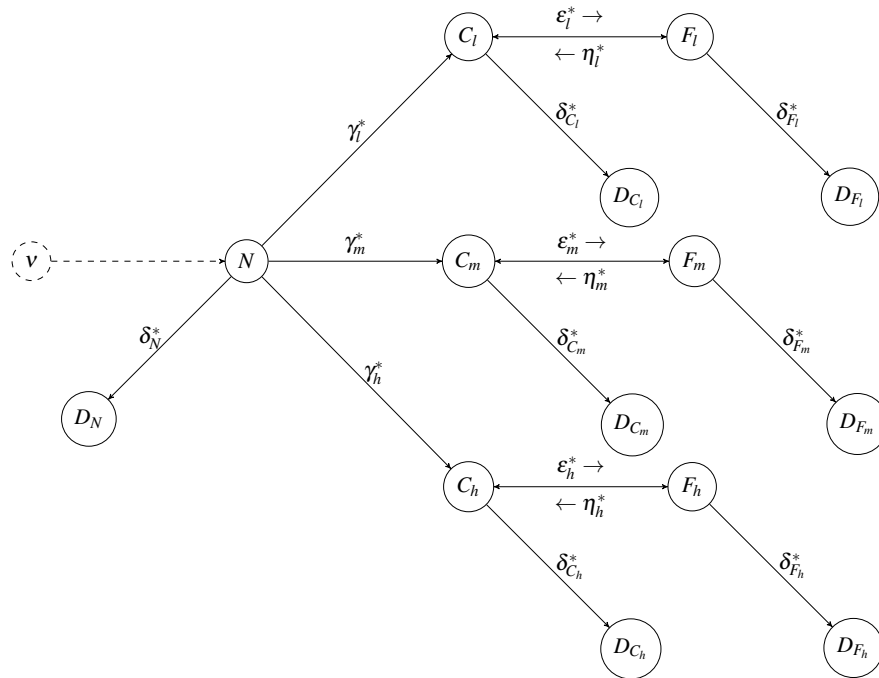 C_l
ε_l^* →
← η_l^*
F_l
γ_l^*
δ_{C_l}^*
δ_{F_l}^*
D_{C_l}
D_{F_l}
ν
N
γ_m^*
C_m
ε_m^* →
← η_m^*
F_m
δ_N^*
δ_{C_m}^*
δ_{F_m}^*
γ_h^*
D_N
D_{C_m}
D_{F_m}
C_h
ε_h^* →
← η_h^*
F_h
δ_{C_h}^*
δ_{F_h}^*
D_{C_h}
D_{F_h}